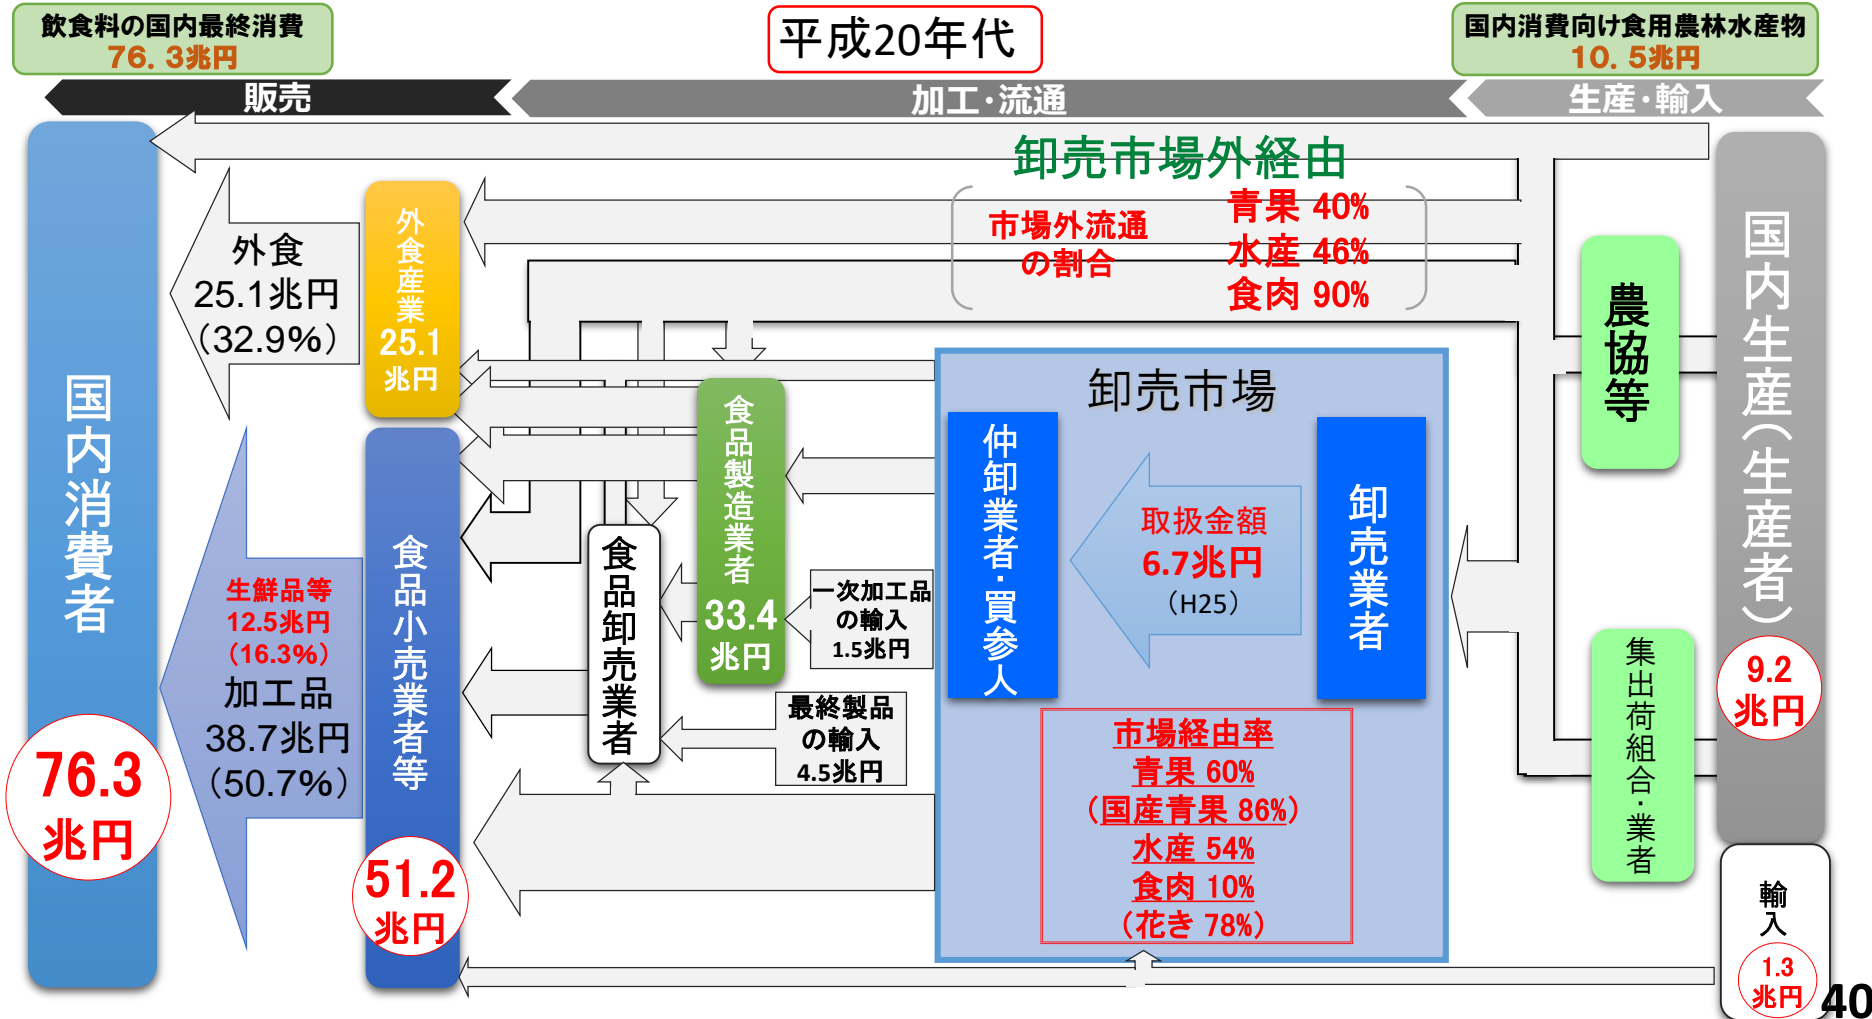 飲食料の国内最終消費
76.3兆円
平成20年代
国内消費向け食用農林水産物
10.5兆円
販売
加工・流通
生産・輸入
卸売市場外経由
市場外流通
の割合
青果 40%
水産 46%
食肉 90%
国内消費者
76.3
兆円
外食
25.1兆円
(32.9%)
生鮮品等
12.5兆円
(16.3%)
加工品
38.7兆円
(50.7%)
外食産業
25.1
兆円
食品小売業者等
51.2
兆円
食品卸売業者
食品製造業者
33.4
兆円
一次加工品
の輸入
1.5兆円
最終製品
の輸入
4.5兆円
卸売市場
仲卸業者・買参人
取扱金額
6.7兆円
(H25)
卸売業者
市場経由率
青果 60%
(国産青果 86%)
水産 54%
食肉 10%
(花き 78%)
農協等
集出荷組合・業者
国内生産(生産者)
9.2
兆円
輸入
1.3
兆円
40